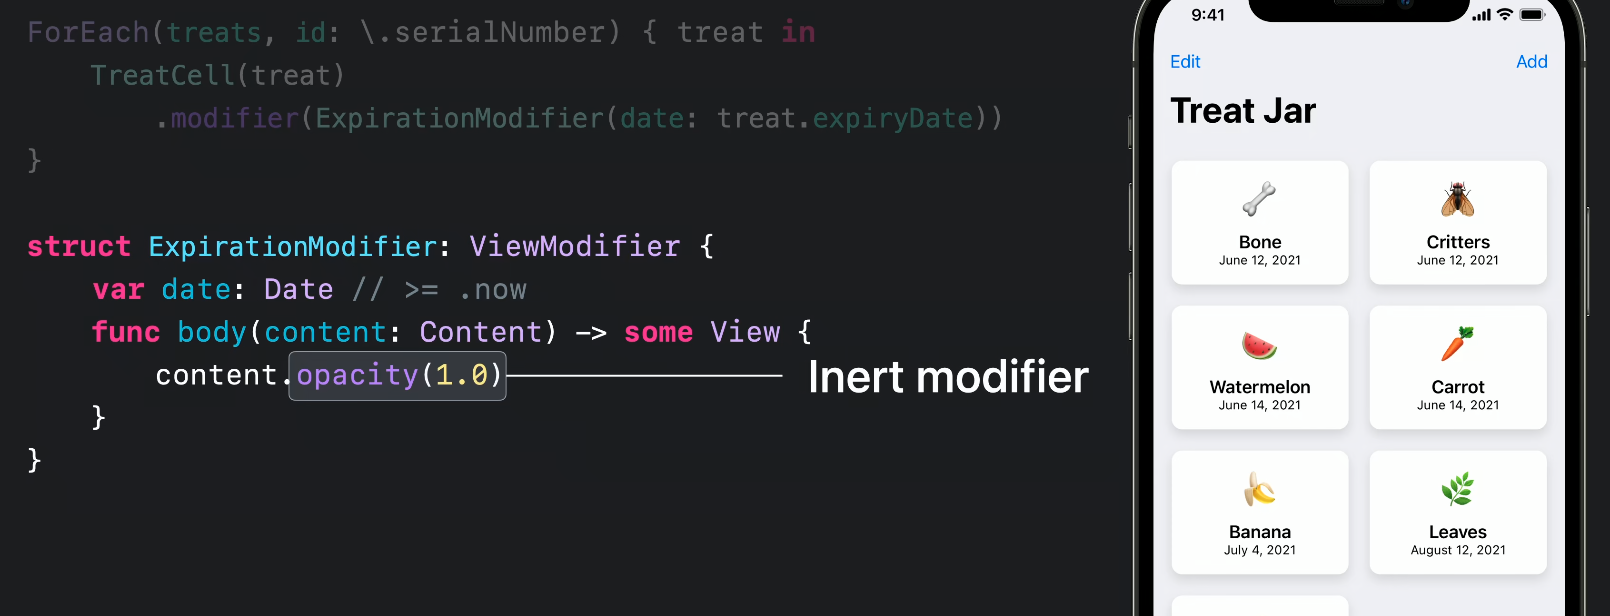 ForEach(treats, id: \.serialNumber) { treat in
    TreatCell(treat)
        .modifier(ExpirationModifier(date: treat.expiryDate))
}
struct ExpirationModifier: ViewModifier {
    var date: Date // >= .now
    func body(content: Content) -> some View {
        content.opacity(1.0)
    }
}
Inert modifier
9:41
Edit
Add
Treat Jar
Bone
June 12, 2021
Critters
June 12, 2021
Watermelon
June 14, 2021
Carrot
June 14, 2021
Banana
July 4, 2021
Leaves
August 12, 2021